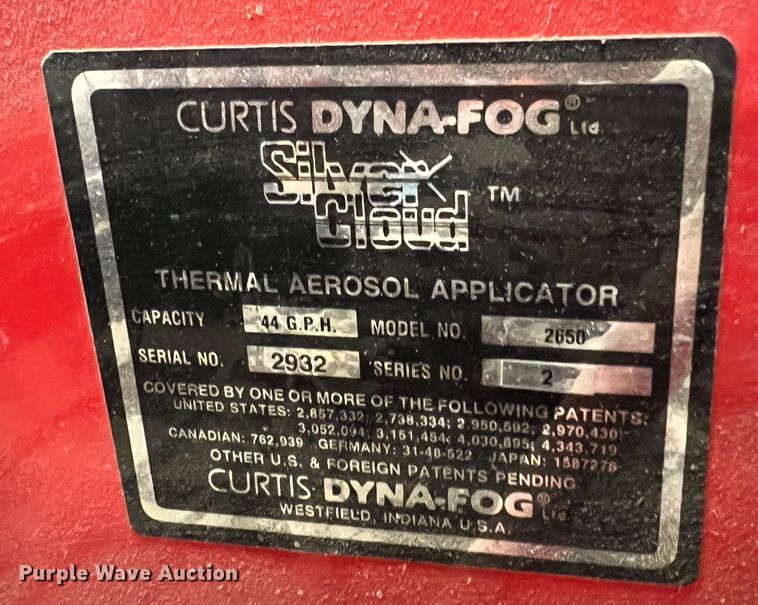 CURTIS DYNA-FOG® Ltd
Silver Cloud ™
THERMAL AEROSOL APPLICATOR
CAPACITY 44 G.P.H. MODEL NO. 2650
SERIAL NO. 2932 SERIES NO. 2
COVERED BY ONE OR MORE OF THE FOLLOWING PATENTS:
UNITED STATES: 2,857,332; 2,738,334; 2,950,592; 2,970,430;
3,052,094; 3,151,454; 4,030,695; 4,343,719
CANADIAN: 762,939 GERMANY: 31-48-522 JAPAN: 1587276
OTHER U.S. & FOREIGN PATENTS PENDING
CURTIS DYNA-FOG® Ltd
WESTFIELD, INDIANA U.S.A.
Purple Wave Auction